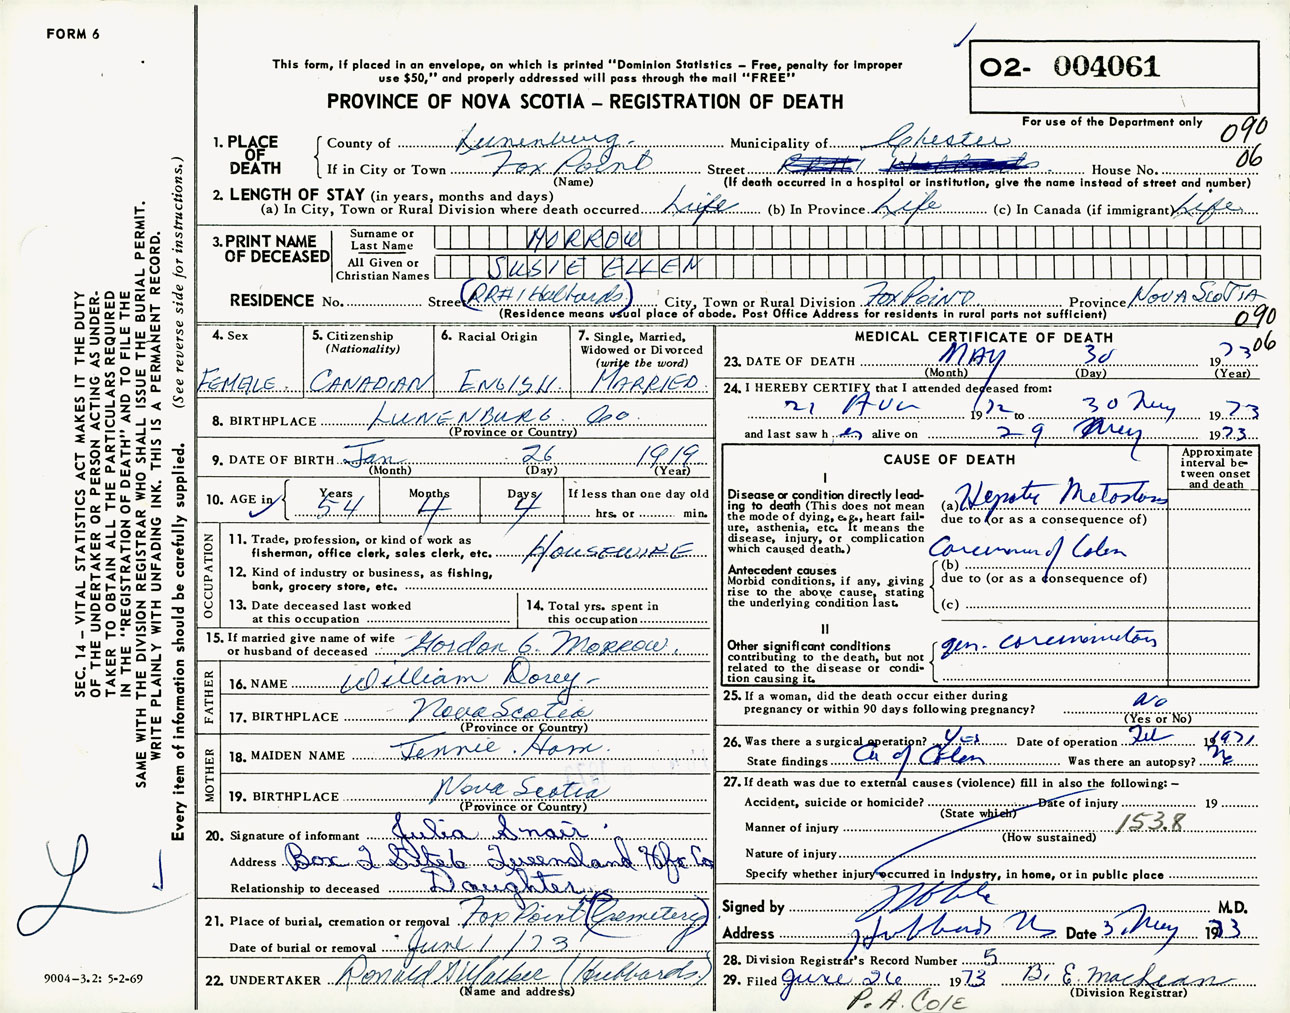 FORM 6
This form, if placed in an envelope, on which is printed "Dominion Statistics – Free, penalty for improper
use $50," and properly addressed will pass through the mail "FREE"
PROVINCE OF NOVA SCOTIA – REGISTRATION OF DEATH
O2- 004061
For use of the Department only
090
06
1. PLACE OF DEATH
County of Lunenburg Municipality of Chester
If in City or Town Fox Point Street House No.
(Name) (If death occurred in a hospital or institution, give the name instead of street and number)
2. LENGTH OF STAY (in years, months and days)
(a) In City, Town or Rural Division where death occurred Life (b) In Province Life (c) In Canada (if immigrant) Life
3. PRINT NAME OF DECEASED
Surname or Last Name MORROW
All Given or Christian Names SUSIE ELLEN
RESIDENCE No. Street (RR#1 Hubbards) City, Town or Rural Division Fox Point Province Nova Scotia
(Residence means usual place of abode. Post Office Address for residents in rural parts not sufficient)
090
06
4. Sex
FEMALE
5. Citizenship
(Nationality)
CANADIAN
6. Racial Origin
ENGLISH
7. Single, Married,
Widowed or Divorced
(write the word)
MARRIED
8. BIRTHPLACE LUNENBURG Co.
(Province or Country)
9. DATE OF BIRTH Jan 26 1919
(Month) (Day) (Year)
10. AGE in
Years 54 Months 4 Days 4
If less than one day old
hrs. or min.
OCCUPATION
11. Trade, profession, or kind of work as
fisherman, office clerk, sales clerk, etc. HOUSEWIFE
12. Kind of industry or business, as fishing,
bank, grocery store, etc.
13. Date deceased last worked
at this occupation
14. Total yrs. spent in
this occupation
15. If married give name of wife
or husband of deceased Gordon G. Morrow.
FATHER
16. NAME William Dorey
17. BIRTHPLACE Nova Scotia
(Province or Country)
MOTHER
18. MAIDEN NAME Jennie Ham.
19. BIRTHPLACE Nova Scotia
(Province or Country)
20. Signature of informant Julia Snair
Address Box 2 Queensland Hfx Co
Relationship to deceased Daughter
21. Place of burial, cremation or removal Fox Point (Cemetery)
Date of burial or removal June 1 /73
22. UNDERTAKER Ronald Walker (Hubbards)
(Name and address)
MEDICAL CERTIFICATE OF DEATH
23. DATE OF DEATH MAY 30 1973
(Month) (Day) (Year)
24. I HEREBY CERTIFY that I attended deceased from:
21 1972 to 30 May 1973
and last saw h er alive on 29 May 1973
CAUSE OF DEATH
Approximate
interval be-
tween onset
and death
I
Disease or condition directly lead-
ing to death (This does not mean
the mode of dying, e.g., heart fail-
ure, asthenia, etc. It means the
disease, injury, or complication
which caused death.)
(a) Hepatic Metastasis
due to (or as a consequence of)
Carcinoma of Colon
Antecedent causes
Morbid conditions, if any, giving
rise to the above cause, stating
the underlying condition last.
(b)
due to (or as a consequence of)
(c)
II
Other significant conditions
contributing to the death, but not
related to the disease or condi-
tion causing it.
gen. carcinomatosis
25. If a woman, did the death occur either during
pregnancy or within 90 days following pregnancy? no
(Yes or No)
26. Was there a surgical operation? Yes Date of operation Feb 1971
State findings Ca of Colon Was there an autopsy? No
27. If death was due to external causes (violence) fill in also the following: –
Accident, suicide or homicide? Date of injury 19
(State which)
Manner of injury 153.8
(How sustained)
Nature of injury
Specify whether injury occurred in industry, in home, or in public place
Signed by M.D.
Address Hubbards NS Date 3 May 1973
28. Division Registrar's Record Number 5
29. Filed June 26 1973 B. E. MacLean
(Division Registrar)
P. A. COLE
SEC. 14 – VITAL STATISTICS ACT MAKES IT THE DUTY
OF THE UNDERTAKER OR PERSON ACTING AS UNDER-
TAKER TO OBTAIN ALL THE PARTICULARS REQUIRED
IN THE "REGISTRATION OF DEATH" AND TO FILE THE
SAME WITH THE DIVISION REGISTRAR WHO SHALL ISSUE THE BURIAL PERMIT.
WRITE PLAINLY WITH UNFADING INK. THIS IS A PERMANENT RECORD.
Every item of information should be carefully supplied. (See reverse side for instructions.)
9004-3.2: 5-2-69